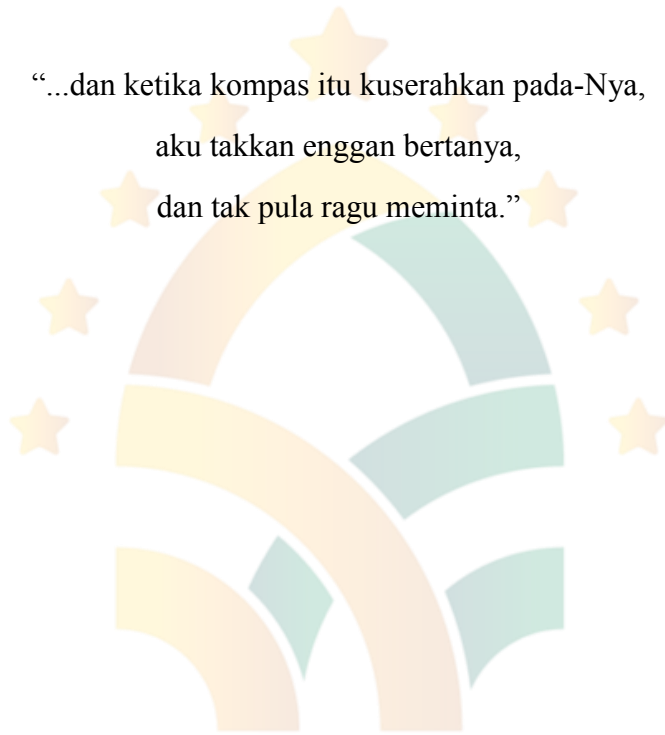 “...dan ketika kompas itu kuserahkan pada-Nya,
aku takkan enggan bertanya,
dan tak pula ragu meminta.”